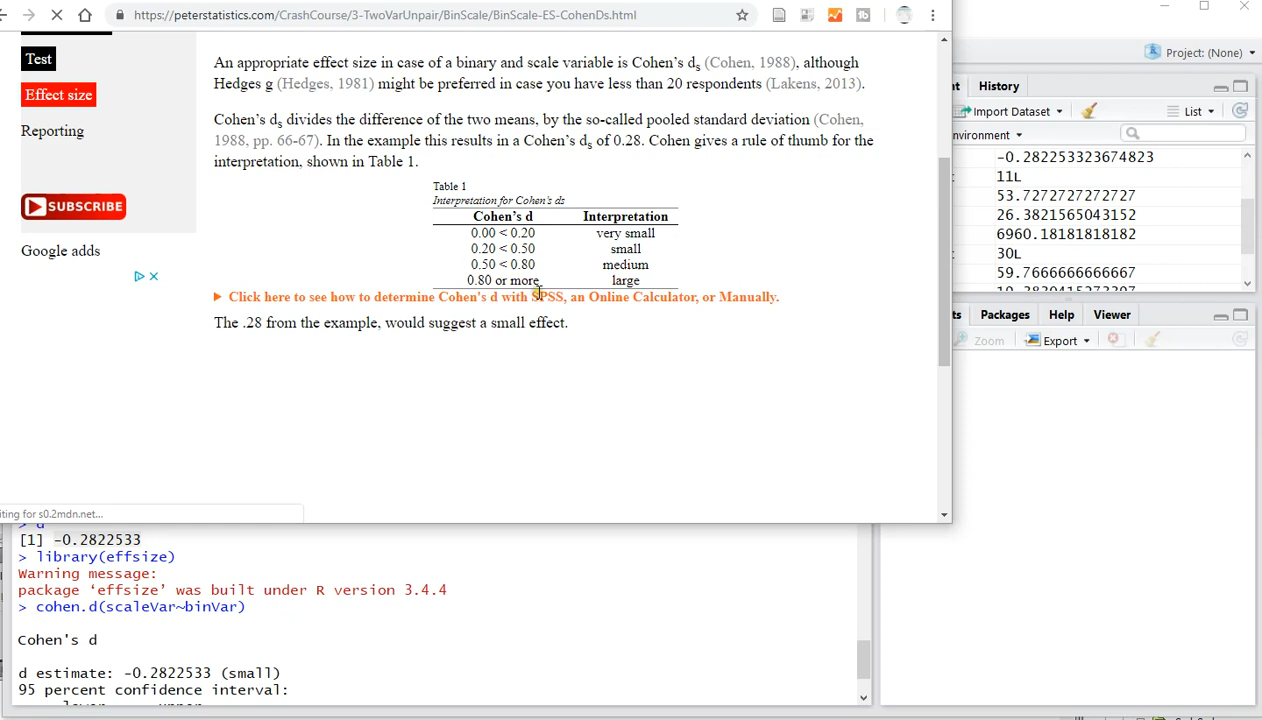 https://peterstatistics.com/CrashCourse/3-TwoVarUnpair/BinScale/BinScale-ES-CohenDs.html
Test
Effect size
Reporting
SUBSCRIBE
Google adds
An appropriate effect size in case of a binary and scale variable is Cohen's ds (Cohen, 1988), although
Hedges g (Hedges, 1981) might be preferred in case you have less than 20 respondents (Lakens, 2013).
Cohen's ds divides the difference of the two means, by the so-called pooled standard deviation (Cohen,
1988, pp. 66-67). In the example this results in a Cohen's ds of 0.28. Cohen gives a rule of thumb for the
interpretation, shown in Table 1.
Table 1
Interpretation for Cohen's ds
Cohen's d Interpretation
0.00 < 0.20 very small
0.20 < 0.50 small
0.50 < 0.80 medium
0.80 or more large
Click here to see how to determine Cohen's d with SPSS, an Online Calculator, or Manually.
The .28 from the example, would suggest a small effect.
iting for s0.2mdn.net...
Project: (None)
nt History
Import Dataset List
nvironment
-0.282253323674823
11L
53.7272727272727
26.3821565043152
6960.18181818182
30L
59.7666666666667
ts Packages Help Viewer
Zoom Export
> d
[1] -0.2822533
> library(effsize)
Warning message:
package ‘effsize’ was built under R version 3.4.4
> cohen.d(scaleVar~binVar)
Cohen's d
d estimate: -0.2822533 (small)
95 percent confidence interval: